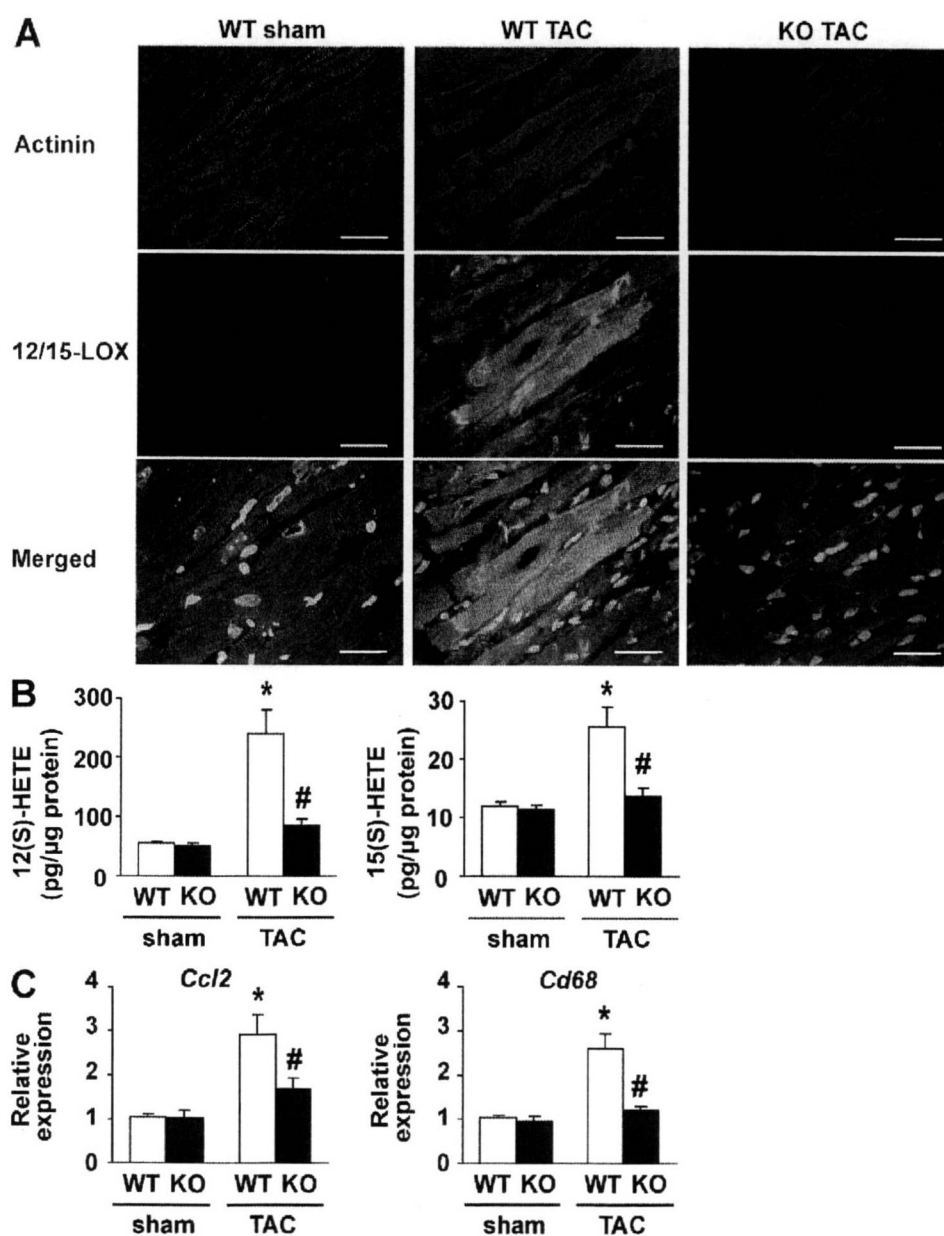 A
WT sham WT TAC KO TAC
Actinin
12/15-LOX
Merged
B
12(S)-HETE
(pg/µg protein)
300
200
100
0
WT KO WT KO
sham TAC
*
#
15(S)-HETE
(pg/µg protein)
30
20
10
0
WT KO WT KO
sham TAC
*
#
C
Ccl2
Relative
expression
4
3
2
1
0
WT KO WT KO
sham TAC
*
#
Cd68
Relative
expression
4
3
2
1
0
WT KO WT KO
sham TAC
*
#